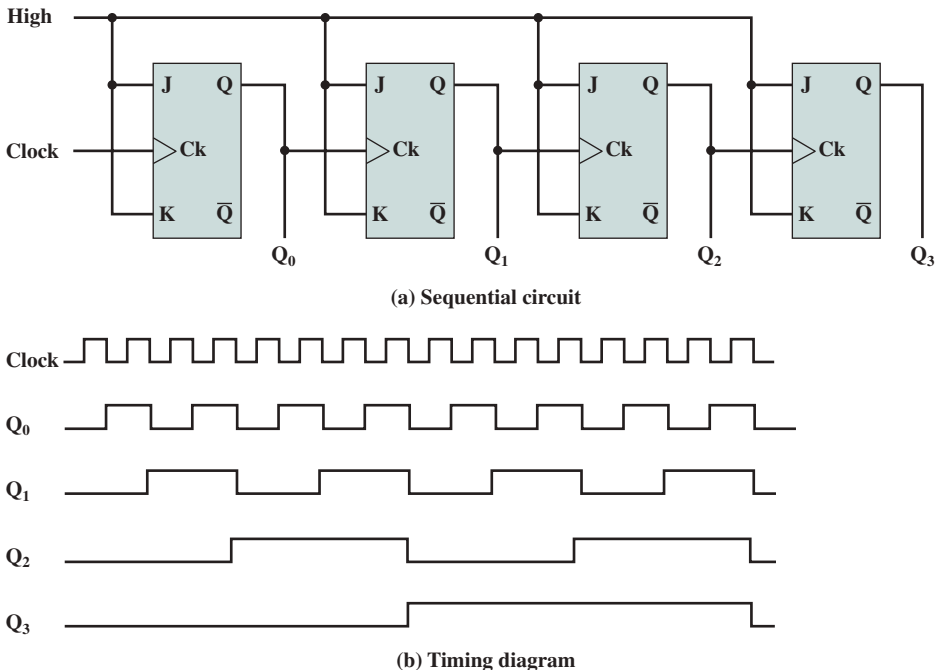 High
J Q J Q J Q J Q
Clock Ck Ck Ck Ck
K Q̅ K Q̅ K Q̅ K Q̅
Q₀ Q₁ Q₂ Q₃
(a) Sequential circuit
Clock
Q₀
Q₁
Q₂
Q₃
(b) Timing diagram